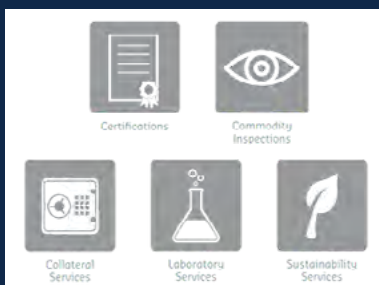 Certifications
Commodity
Inspections
Collateral
Services
Laboratory
Services
Sustainability
Services